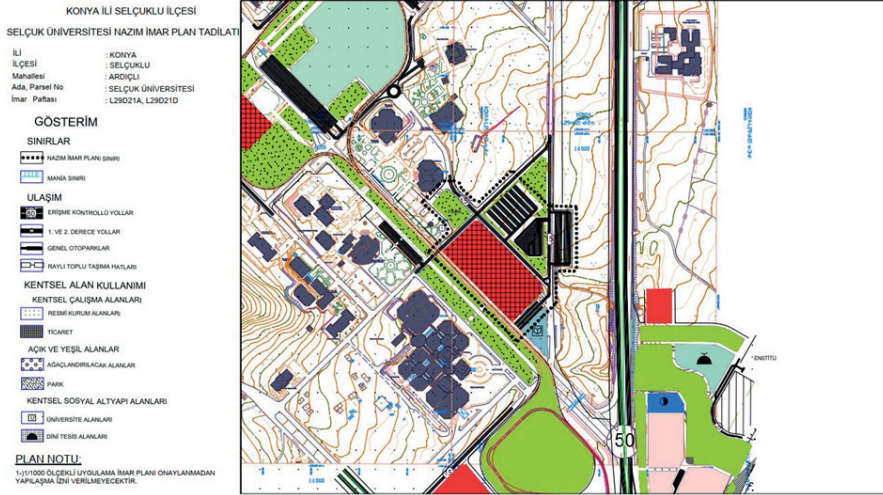 KONYA İLİ SELÇUKLU İLÇESİ
SELÇUK ÜNİVERSİTESİ NAZIM İMAR PLAN TADİLATI
İLİ : KONYA
İLÇESİ : SELÇUKLU
Mahallesi : ARDIÇLI
Ada, Parsel No : SELÇUK ÜNİVERSİTESİ
İmar Paftası : L29D21A, L29D21D
GÖSTERİM
SINIRLAR
NAZIM İMAR PLANI SINIRI
MANİA SINIRI
ULAŞIM
ERİŞME KONTROLLÜ YOLLAR
1. VE 2. DERECE YOLLAR
GENEL OTOPARKLAR
RAYLI TOPLU TAŞIMA HATLARI
KENTSEL ALAN KULLANIMI
KENTSEL ÇALIŞMA ALANLARI
RESMİ KURUM ALANLARI
TİCARET
AÇIK VE YEŞİL ALANLAR
AĞAÇLANDIRILACAK ALANLAR
PARK
KENTSEL SOSYAL ALTYAPI ALANLARI
ÜNİVERSİTE ALANLARI
DİNİ TESİS ALANLARI
PLAN NOTU:
1-)1/1000 ÖLÇEKLİ UYGULAMA İMAR PLANI ONAYLANMADAN
YAPILAŞMA İZNİ VERİLMEYECEKTİR.
ENSTİTÜ
50